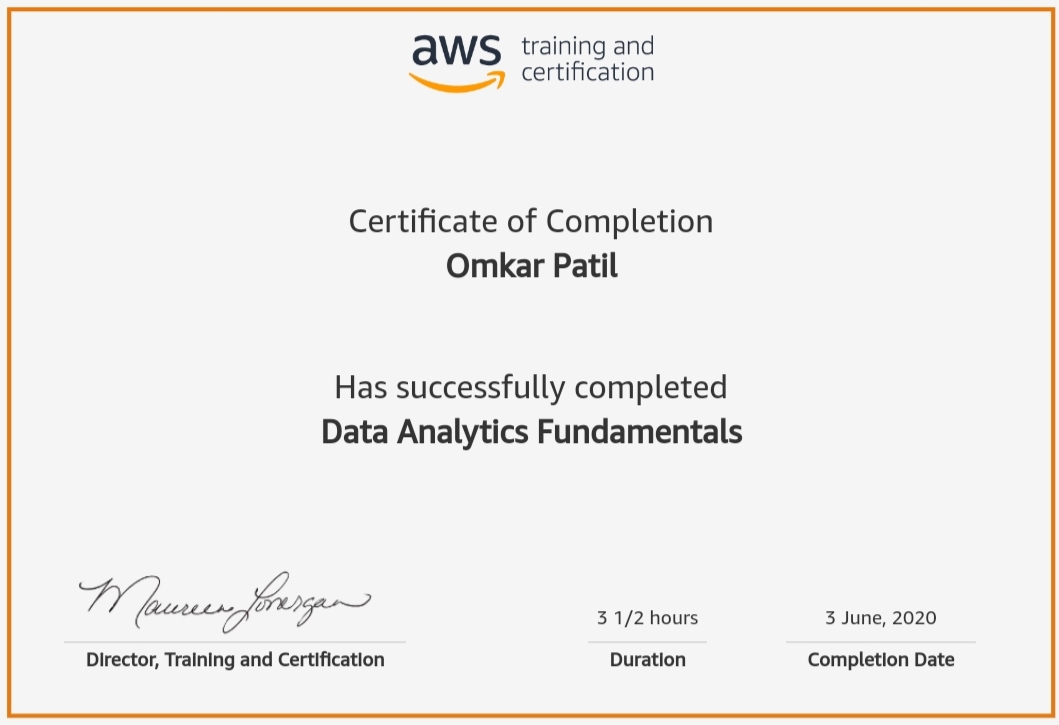 aws training and
certification
Certificate of Completion
Omkar Patil
Has successfully completed
Data Analytics Fundamentals
Maureen Lonergan
3 1/2 hours
3 June, 2020
Director, Training and Certification
Duration
Completion Date